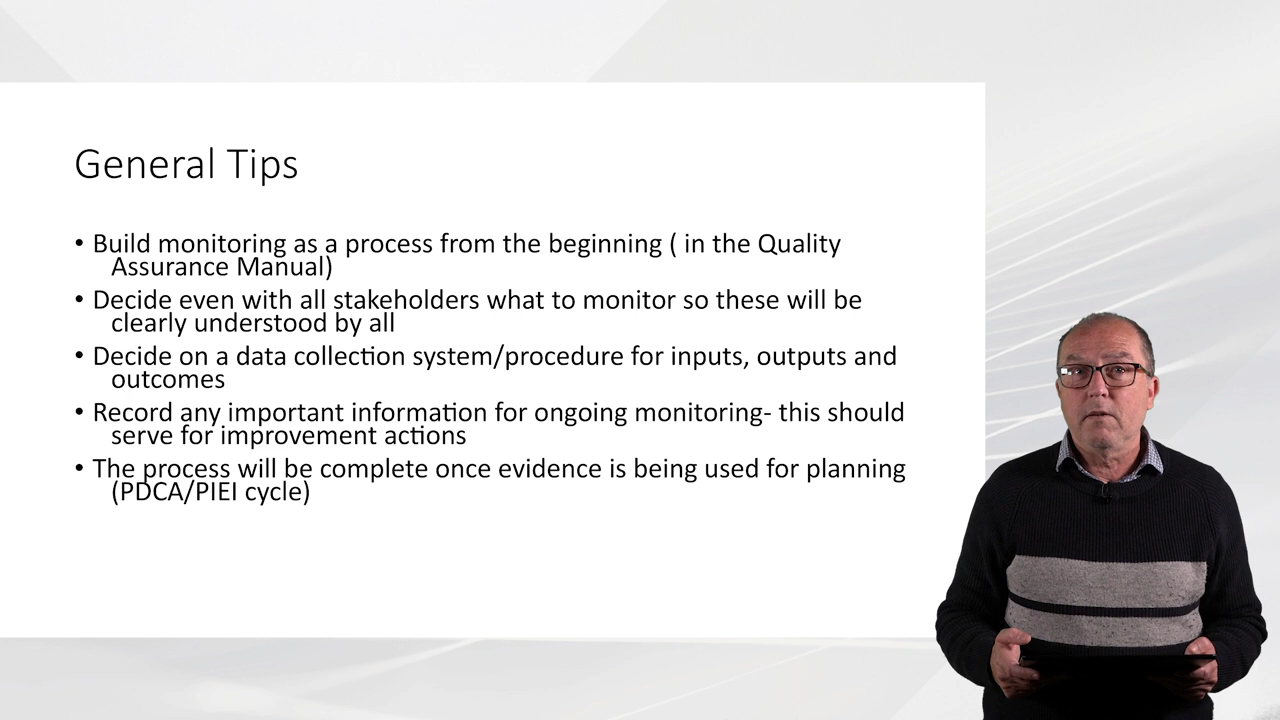 General Tips
• Build monitoring as a process from the beginning ( in the Quality
Assurance Manual)
• Decide even with all stakeholders what to monitor so these will be
clearly understood by all
• Decide on a data collection system/procedure for inputs, outputs and
outcomes
• Record any important information for ongoing monitoring- this should
serve for improvement actions
• The process will be complete once evidence is being used for planning
(PDCA/PIEI cycle)